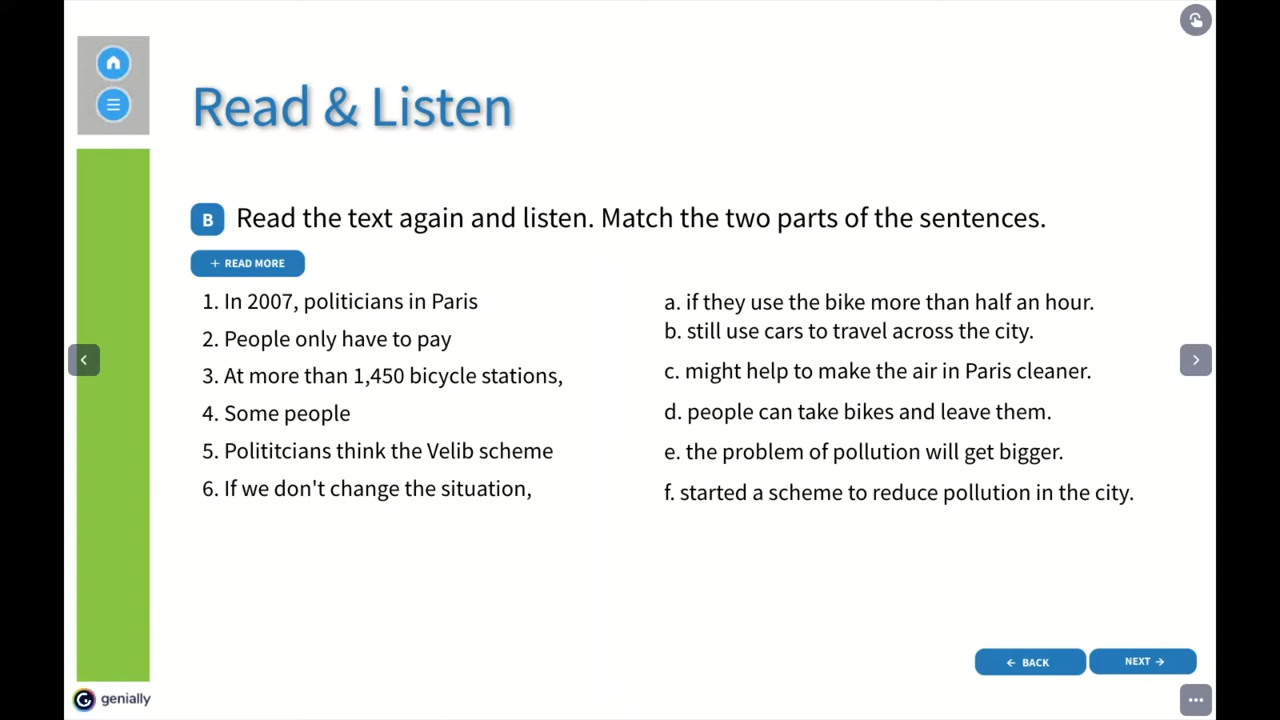 Read & Listen
B Read the text again and listen. Match the two parts of the sentences.
+ READ MORE
1. In 2007, politicians in Paris
2. People only have to pay
3. At more than 1,450 bicycle stations,
4. Some people
5. Polititcians think the Velib scheme
6. If we don't change the situation,
a. if they use the bike more than half an hour.
b. still use cars to travel across the city.
c. might help to make the air in Paris cleaner.
d. people can take bikes and leave them.
e. the problem of pollution will get bigger.
f. started a scheme to reduce pollution in the city.
← BACK
NEXT →
genially